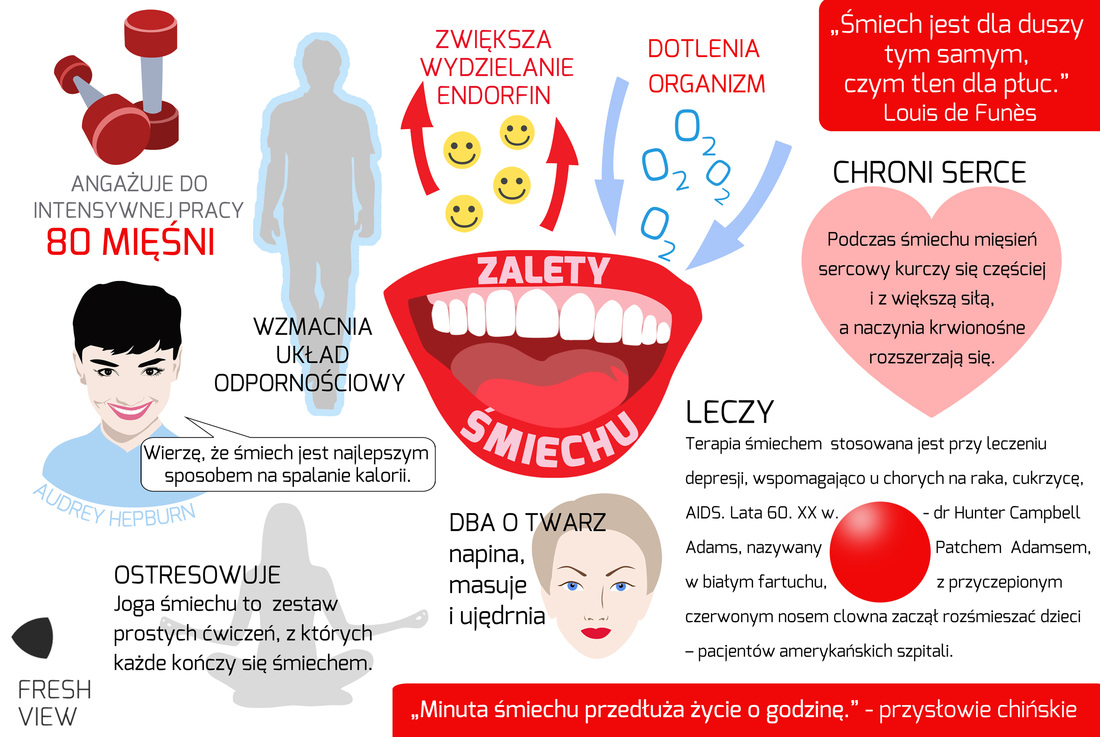 „Śmiech jest dla duszy
tym samym,
czym tlen dla płuc.”
Louis de Funès
ZWIĘKSZA
WYDZIELANIE
ENDORFIN
DOTLENIA
ORGANIZM
O2
O2
O2
O2
ANGAŻUJE DO
INTENSYWNEJ PRACY
80 MIĘŚNI
CHRONI SERCE
Podczas śmiechu mięsień
sercowy kurczy się częściej
i z większą siłą,
a naczynia krwionośne
rozszerzają się.
ZALETY
ŚMIECHU
WZMACNIA
UKŁAD
ODPORNOŚCIOWY
Wierzę, że śmiech jest najlepszym
sposobem na spalanie kalorii.
AUDREY HEPBURN
LECZY
Terapia śmiechem stosowana jest przy leczeniu
depresji, wspomagająco u chorych na raka, cukrzycę,
AIDS. Lata 60. XX w. - dr Hunter Campbell
Adams, nazywany Patchem Adamsem,
w białym fartuchu, z przyczepionym
czerwonym nosem clowna zaczął rozśmieszać dzieci
– pacjentów amerykańskich szpitali.
DBA O TWARZ
napina,
masuje
i ujędrnia
OSTRESOWUJE
Joga śmiechu to zestaw
prostych ćwiczeń, z których
każde kończy się śmiechem.
FRESH
VIEW
„Minuta śmiechu przedłuża życie o godzinę.” - przysłowie chińskie